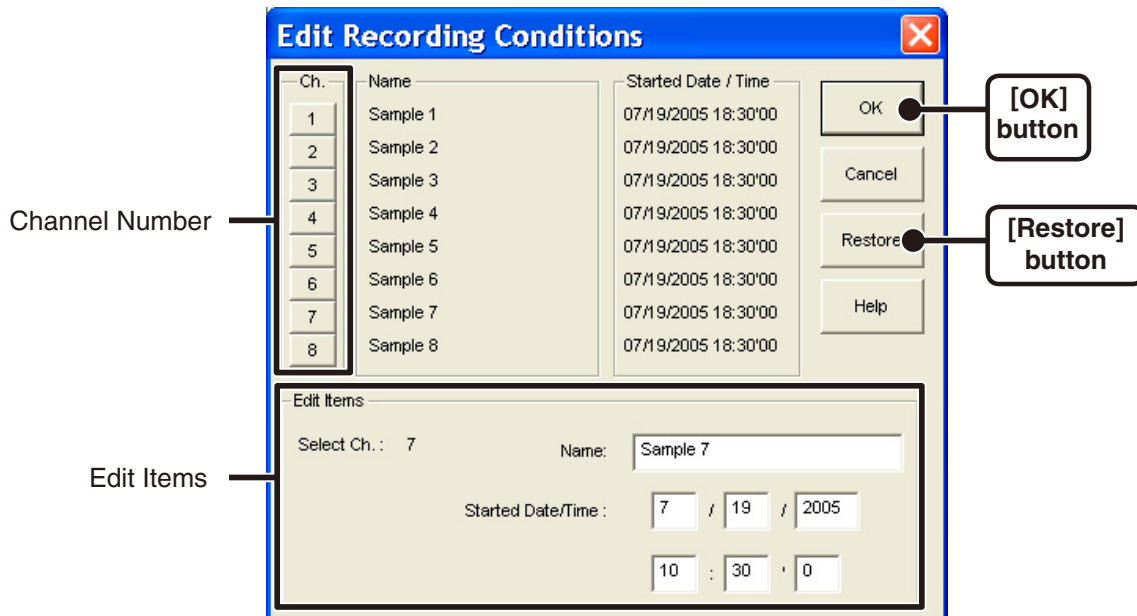 Edit Recording Conditions
Ch. Name Started Date / Time
1 Sample 1 07/19/2005 18:30'00 OK
2 Sample 2 07/19/2005 18:30'00
3 Sample 3 07/19/2005 18:30'00 Cancel
4 Sample 4 07/19/2005 18:30'00
5 Sample 5 07/19/2005 18:30'00 Restore
6 Sample 6 07/19/2005 18:30'00
7 Sample 7 07/19/2005 18:30'00 Help
8 Sample 8 07/19/2005 18:30'00
[OK]
button
Channel Number
[Restore]
button
Edit Items
Select Ch. : 7 Name: Sample 7
Edit Items
Started Date/Time : 7 / 19 / 2005
10 : 30 ' 0